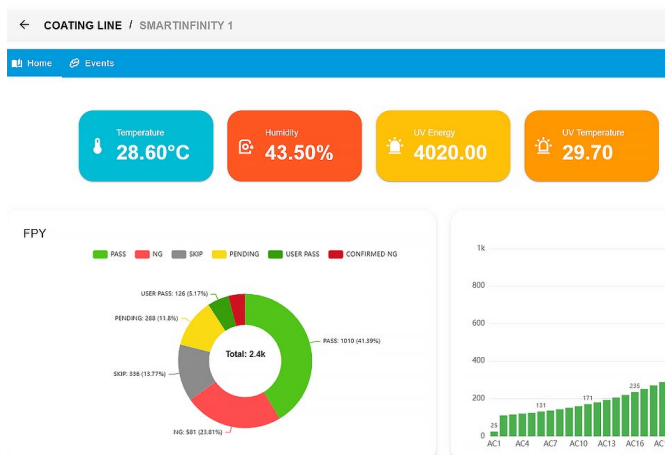 COATING LINE / SMARTINFINITY 1
Home Events
Temperature
28.60°C
Humidity
43.50%
UV Energy
4020.00
UV Temperature
29.70
FPY
PASS NG SKIP PENDING USER PASS CONFIRMED NG
USER PASS: 126 (5.17%)
PENDING: 288 (11.8%)
SKIP: 336 (13.77%)
NG: 581 (23.81%)
PASS: 1010 (41.39%)
Total: 2.4k
1k
800
600
400
200
0
25
131
171
235
AC1 AC4 AC7 AC10 AC13 AC16